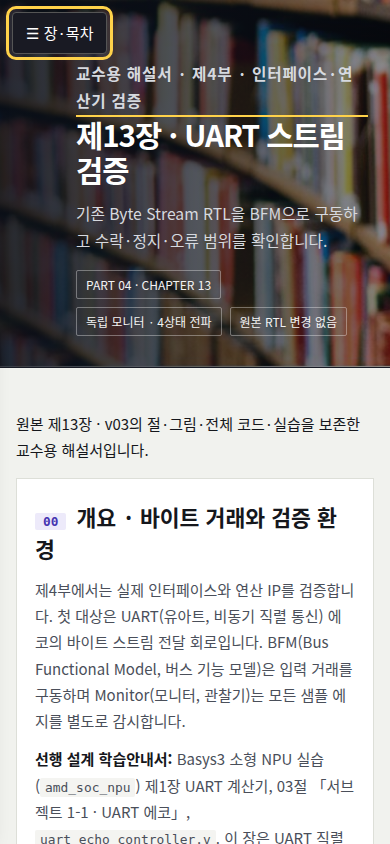 ☰ 장·목차
교수용 해설서 · 제4부 · 인터페이스·연
산기 검증
제13장 · UART 스트림
검증
기존 Byte Stream RTL을 BFM으로 구동하
고 수락·정지·오류 범위를 확인합니다.
PART 04 · CHAPTER 13
독립 모니터 · 4상태 전파
원본 RTL 변경 없음
원본 제13장 · v03의 절·그림·전체 코드·실습을 보존한
교수용 해설서입니다.
00 개요 · 바이트 거래와 검증 환
경
제4부에서는 실제 인터페이스와 연산 IP를 검증합니
다. 첫 대상은 UART(유아트, 비동기 직렬 통신) 에
코의 바이트 스트림 전달 회로입니다. BFM(Bus
Functional Model, 버스 기능 모델)은 입력 거래를
구동하며 Monitor(모니터, 관찰기)는 모든 샘플 에
지를 별도로 감시합니다.
선행 설계 학습안내서: Basys3 소형 NPU 실습
(amd_soc_npu) 제1장 UART 계산기, 03절 「서브
젝트 1-1 · UART 에코」,
uart_echo_controller.v. 이 장은 UART 직렬